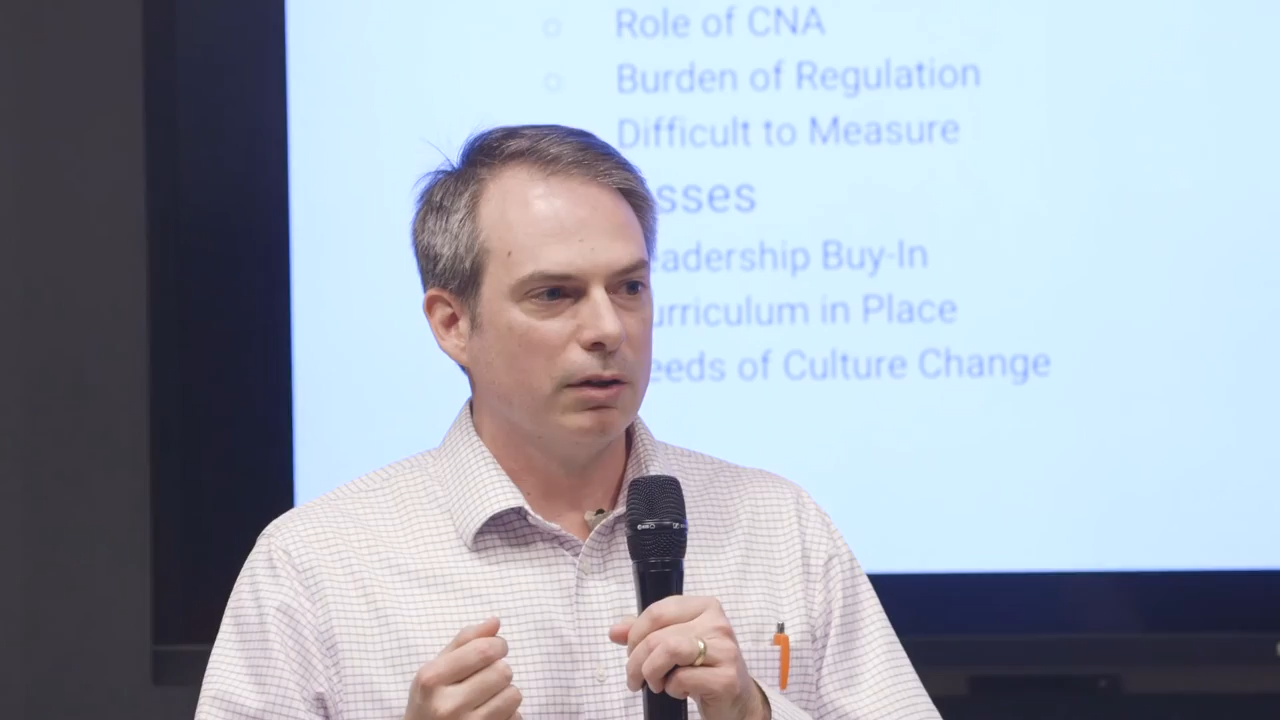 Role of CNA
Burden of Regulation
Difficult to Measure
sses
eadership Buy-In
urriculum in Place
eeds of Culture Change